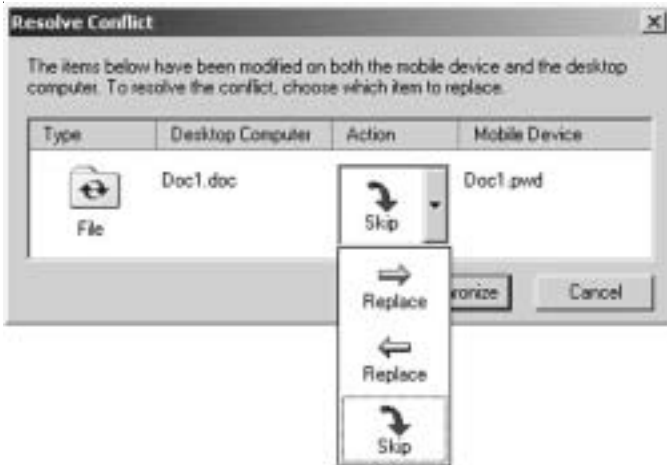 Resolve Conflict
The items below have been modified on both the mobile device and the desktop
computer. To resolve the conflict, choose which item to replace.
Type Desktop Computer Action Mobile Device
Doc1.doc Doc1.pwd
File Skip
Replace ronize Cancel
Replace
Skip